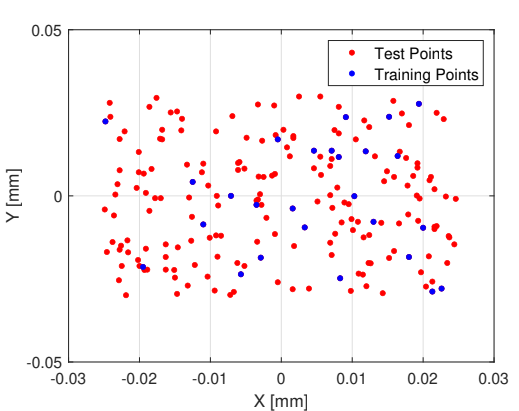 0.05
Test Points
Training Points
Y [mm]
0
-0.05
-0.03
-0.02
-0.01
0
0.01
0.02
0.03
X [mm]